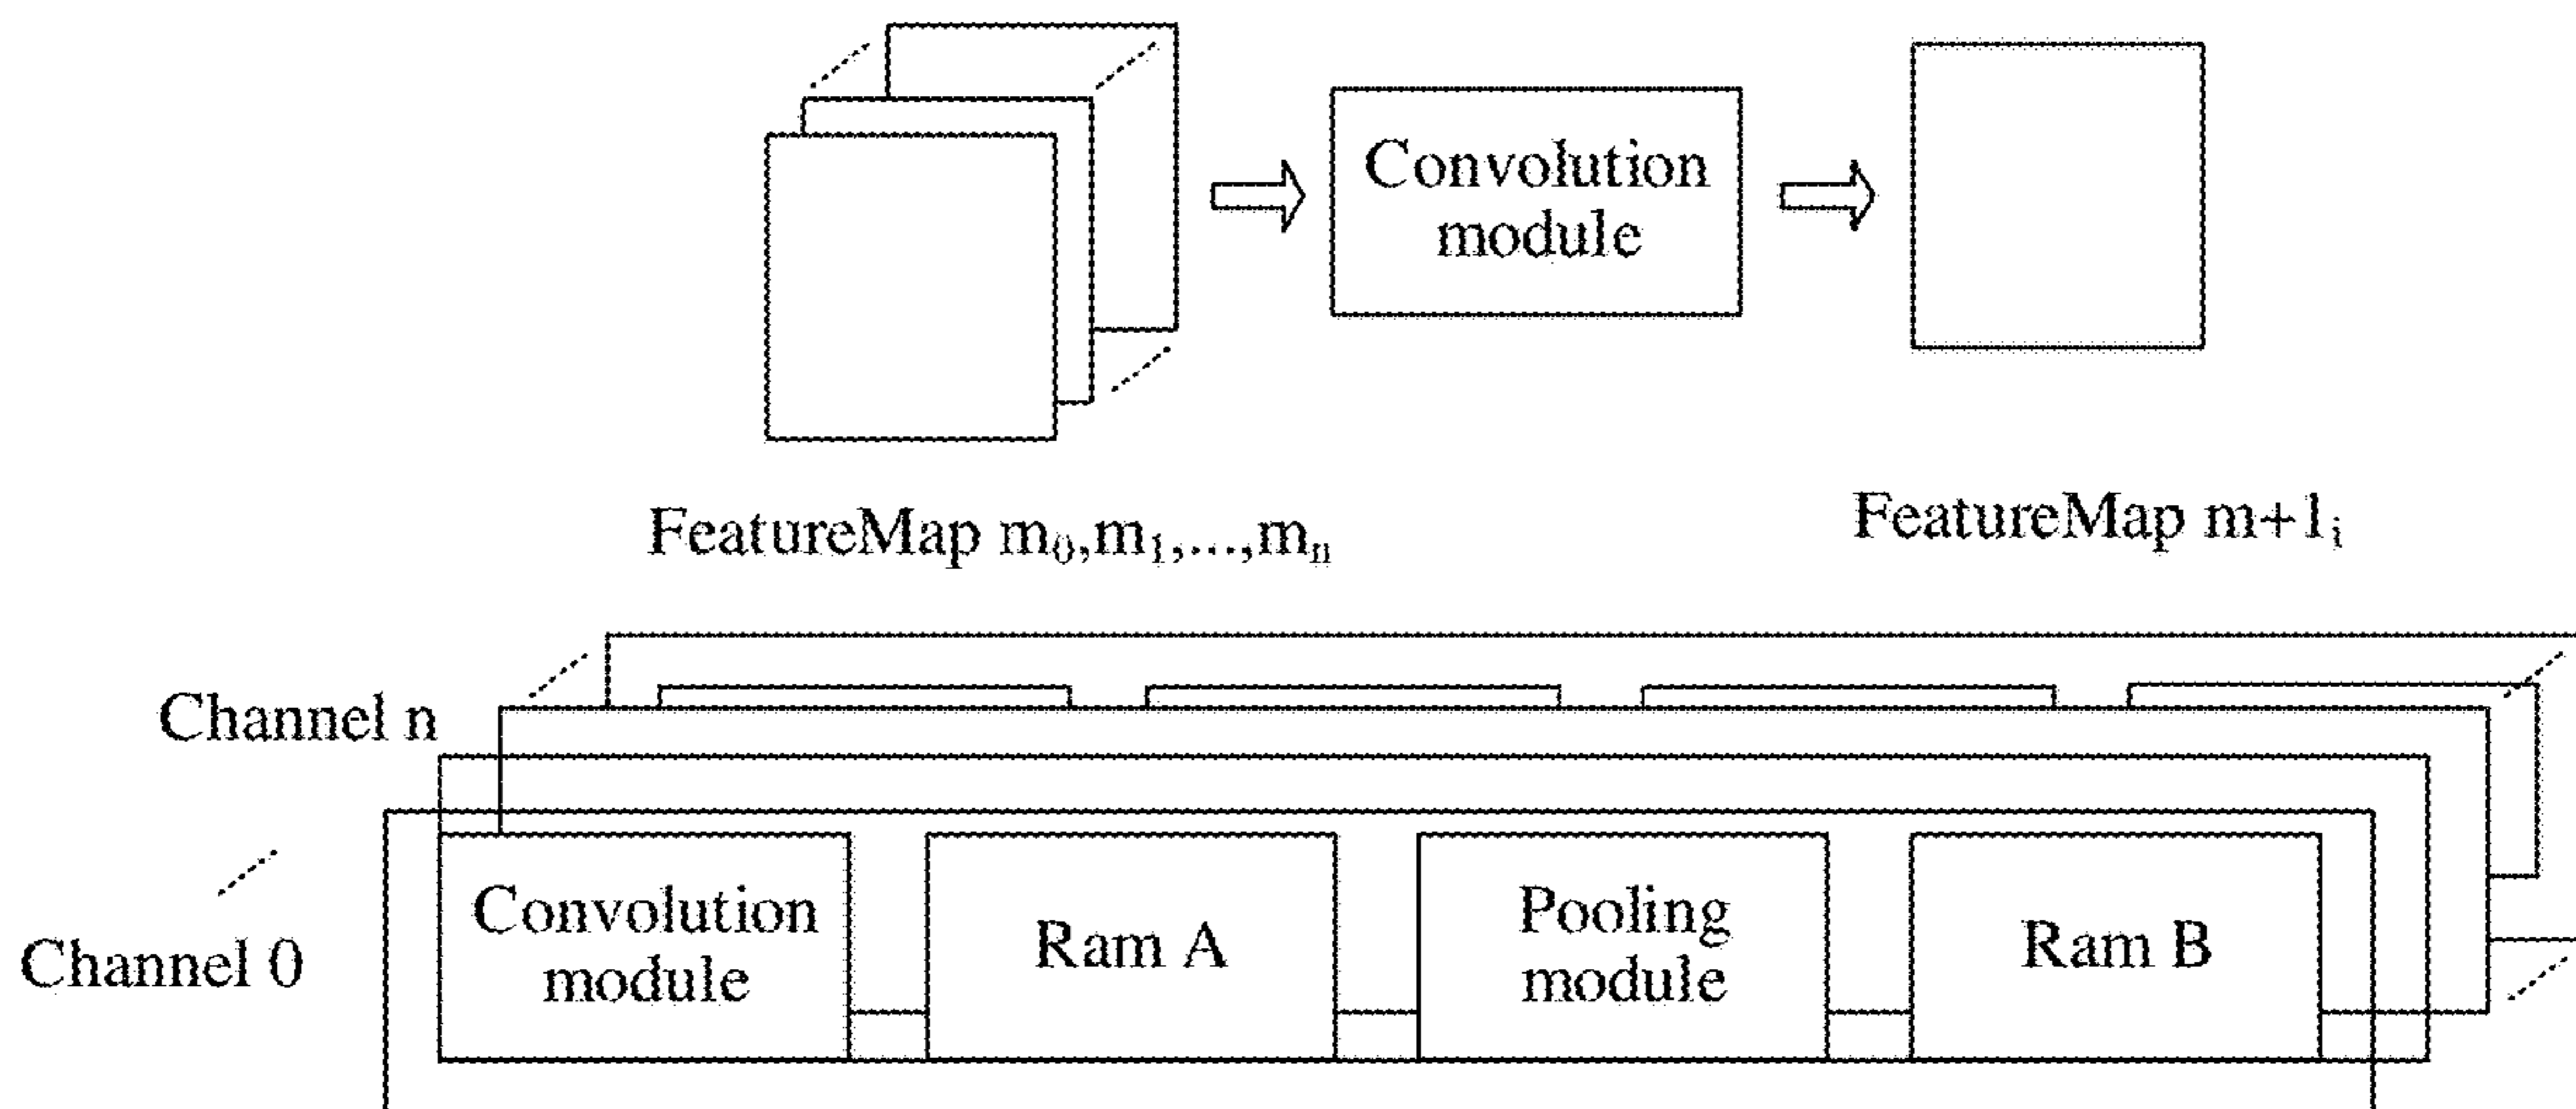 Convolution
module
FeatureMap m₀,m₁,...,mₙ
FeatureMap m+1ᵢ
Channel n
Channel 0
Convolution
module
Ram A
Pooling
module
Ram B